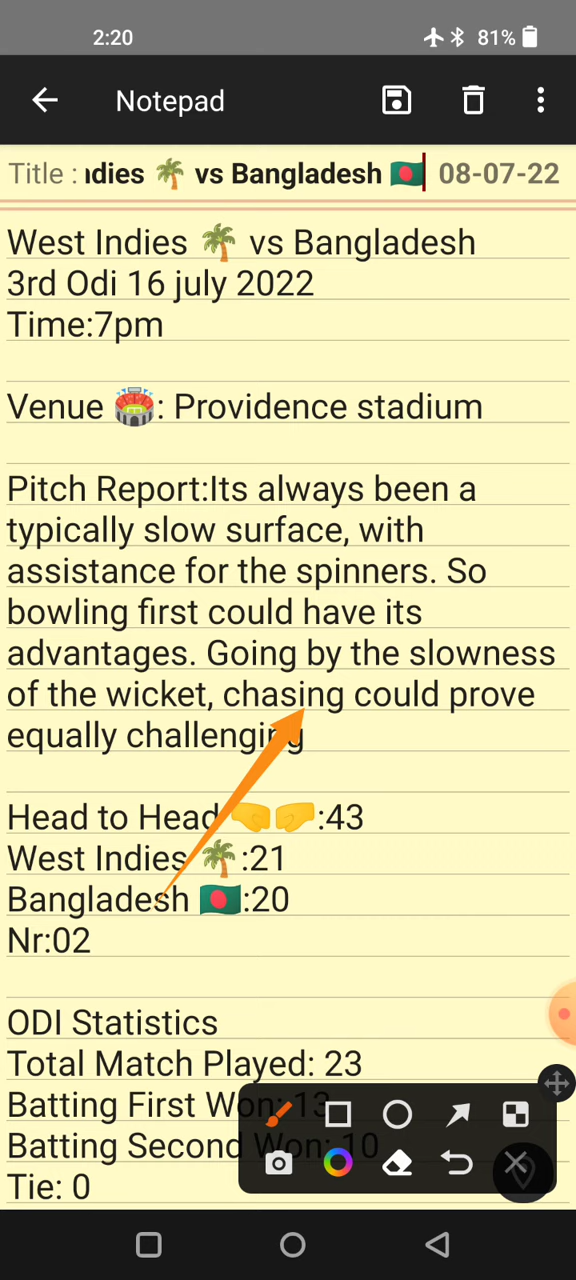 2:20 81%
Notepad
Title : ndies 🌴 vs Bangladesh 🇧🇩 08-07-22
West Indies 🌴 vs Bangladesh
3rd Odi 16 july 2022
Time:7pm
Venue 🏟️: Providence stadium
Pitch Report:Its always been a
typically slow surface, with
assistance for the spinners. So
bowling first could have its
advantages. Going by the slowness
of the wicket, chasing could prove
equally challenging
Head to Head 🤜🤛:43
West Indies 🌴:21
Bangladesh 🇧🇩:20
Nr:02
ODI Statistics
Total Match Played: 23
Batting First Won: 13
Batting Second Won: 10
Tie: 0